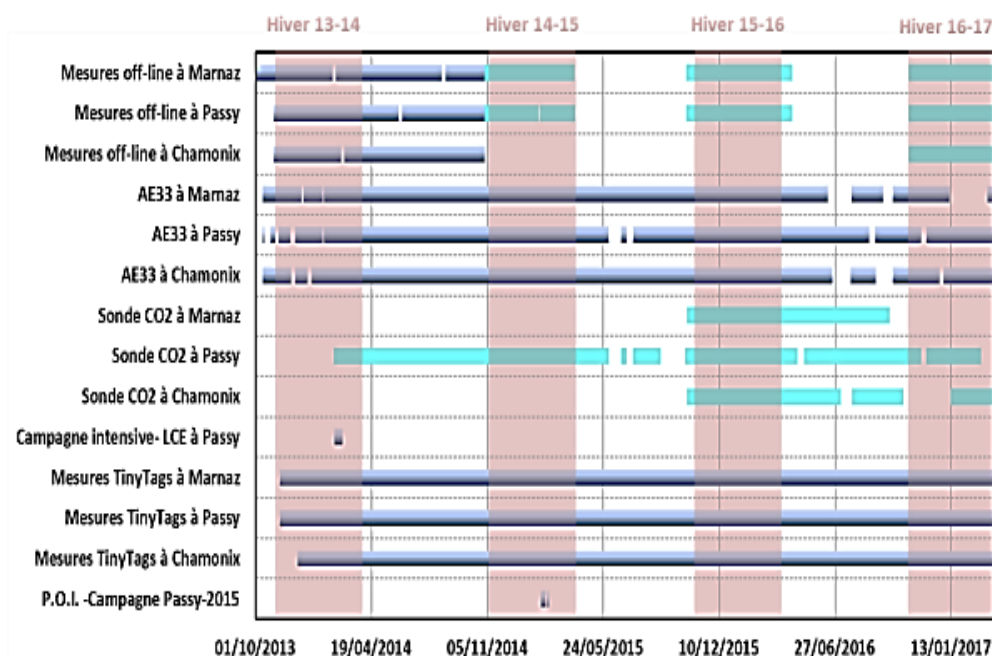 Hiver 13-14 Hiver 14-15 Hiver 15-16 Hiver 16-17
Mesures off-line à Marnaz
Mesures off-line à Passy
Mesures off-line à Chamonix
AE33 à Marnaz
AE33 à Passy
AE33 à Chamonix
Sonde CO2 à Marnaz
Sonde CO2 à Passy
Sonde CO2 à Chamonix
Campagne intensive- LCE à Passy
Mesures TinyTags à Marnaz
Mesures TinyTags à Passy
Mesures TinyTags à Chamonix
P.O.I. -Campagne Passy-2015
01/10/2013 19/04/2014 05/11/2014 24/05/2015 10/12/2015 27/06/2016 13/01/2017